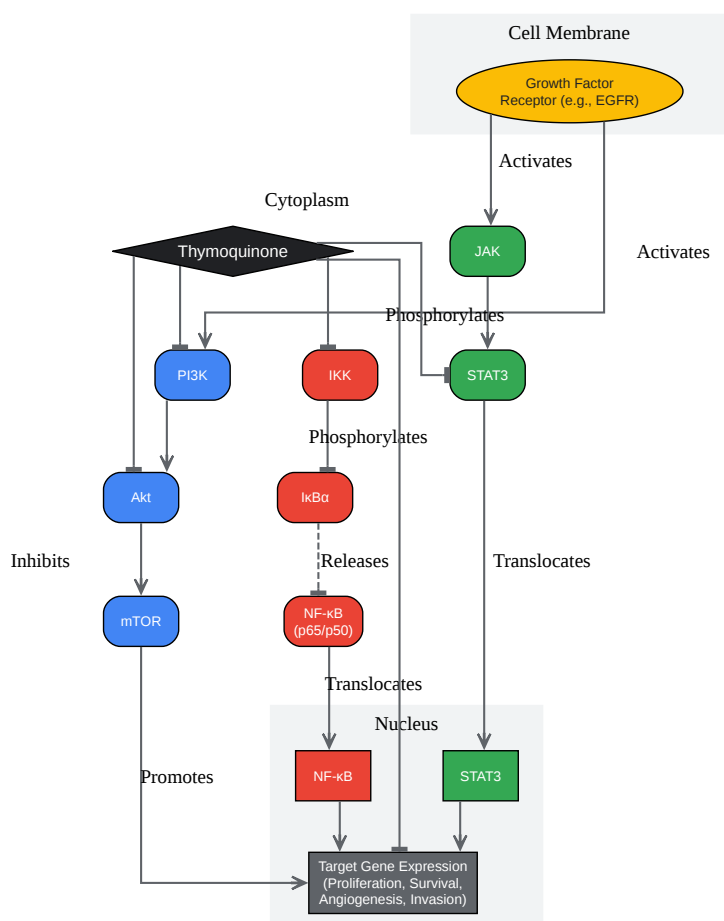 Cell Membrane
Growth Factor
Receptor (e.g., EGFR)
Activates
Cytoplasm
Thymoquinone
JAK
Activates
Phosphorylates
PI3K
IKK
STAT3
Phosphorylates
Akt
IκBα
Inhibits
Releases
Translocates
mTOR
NF-κB
(p65/p50)
Translocates
Nucleus
Promotes
NF-κB
STAT3
Target Gene Expression
(Proliferation, Survival,
Angiogenesis, Invasion)